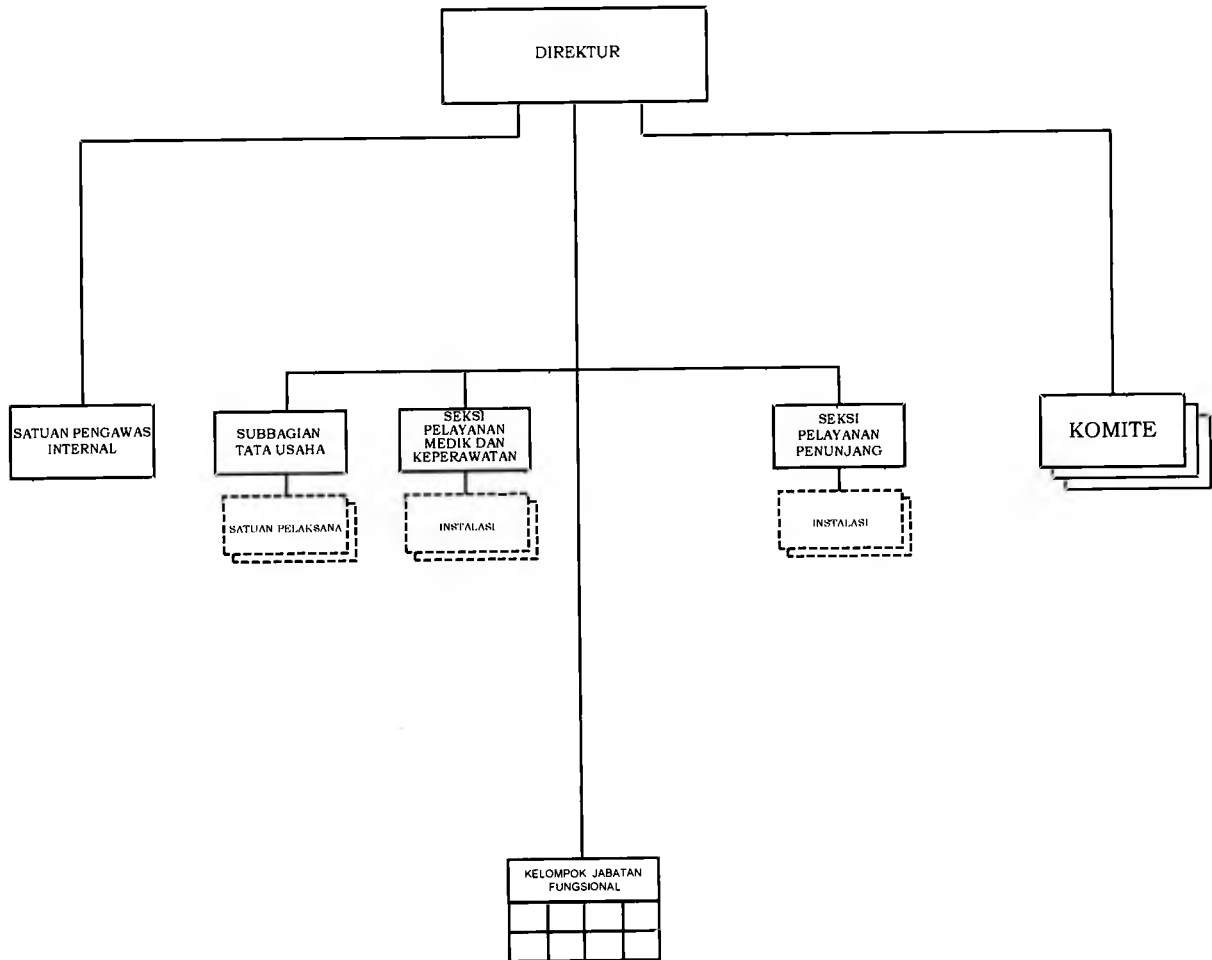 DIREKTUR
SATUAN PENGAWAS
INTERNAL
SUBBAGIAN
TATA USAHA
SEKSI
PELAYANAN
MEDIK DAN
KEPERAWATAN
SEKSI
PELAYANAN
PENUNJANG
KOMITE
SATUAN PELAKSANA
INSTALASI
INSTALASI
KELOMPOK JABATAN
FUNGSIONAL